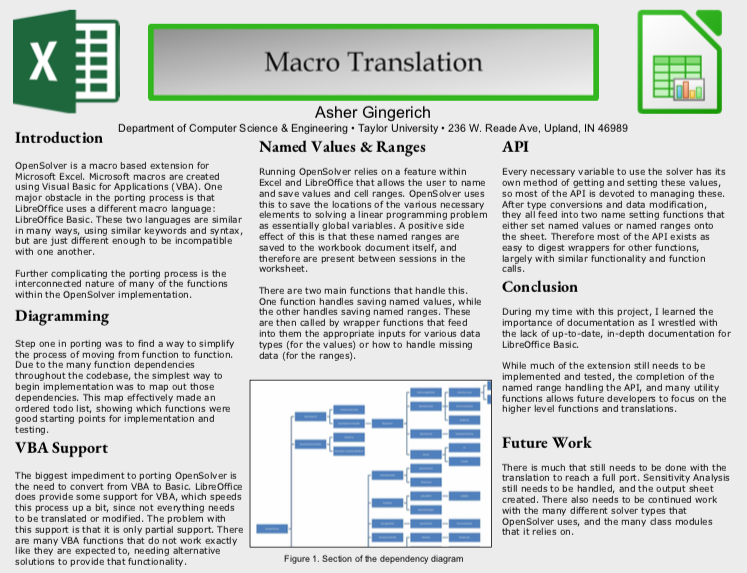 X
Macro Translation
Asher Gingerich
Department of Computer Science & Engineering • Taylor University • 236 W. Reade Ave, Upland, IN 46989
Introduction
OpenSolver is a macro based extension for
Microsoft Excel. Microsoft macros are created
using Visual Basic for Applications (VBA). One
major obstacle in the porting process is that
LibreOffice uses a different macro language:
LibreOffice Basic. These two languages are similar
in many ways, using similar keywords and syntax,
but are just different enough to be incompatible
with one another.
Further complicating the porting process is the
interconnected nature of many of the functions
within the OpenSolver implementation.
Diagramming
Step one in porting was to find a way to simplify
the process of moving from function to function.
Due to the many function dependencies
throughout the codebase, the simplest way to
begin implementation was to map out those
dependencies. This map effectively made an
ordered todo list, showing which functions were
good starting points for implementation and
testing.
VBA Support
The biggest impediment to porting OpenSolver is
the need to convert from VBA to Basic. LibreOffice
does provide some support for VBA, which speeds
this process up a bit, since not everything needs
to be translated or modified. The problem with
this support is that it is only partial support. There
are many VBA functions that do not work exactly
like they are expected to, needing alternative
solutions to provide that functionality.
Named Values & Ranges
Running OpenSolver relies on a feature within
Excel and LibreOffice that allows the user to name
and save values and cell ranges. OpenSolver uses
this to save the locations of the various necessary
elements to solving a linear programming problem
as essentially global variables. A positive side
effect of this is that these named ranges are
saved to the workbook document itself, and
therefore are present between sessions in the
worksheet.
There are two main functions that handle this.
One function handles saving named values, while
the other handles saving named ranges. These
are then called by wrapper functions that feed
into them the appropriate inputs for various data
types (for the values) or how to handle missing
data (for the ranges).
Figure 1. Section of the dependency diagram
API
Every necessary variable to use the solver has its
own method of getting and setting these values,
so most of the API is devoted to managing these.
After type conversions and data modification,
they all feed into two name setting functions that
either set named values or named ranges onto
the sheet. Therefore most of the API exists as
easy to digest wrappers for other functions,
largely with similar functionality and function
calls.
Conclusion
During my time with this project, I learned the
importance of documentation as I wrestled with
the lack of up-to-date, in-depth documentation for
LibreOffice Basic.
While much of the extension still needs to be
implemented and tested, the completion of the
named range handling the API, and many utility
functions allows future developers to focus on the
higher level functions and translations.
Future Work
There is much that still needs to be done with the
translation to reach a full port. Sensitivity Analysis
still needs to be handled, and the output sheet
created. There also needs to be continued work
with the many different solver types that
OpenSolver uses, and the many class modules
that it relies on.